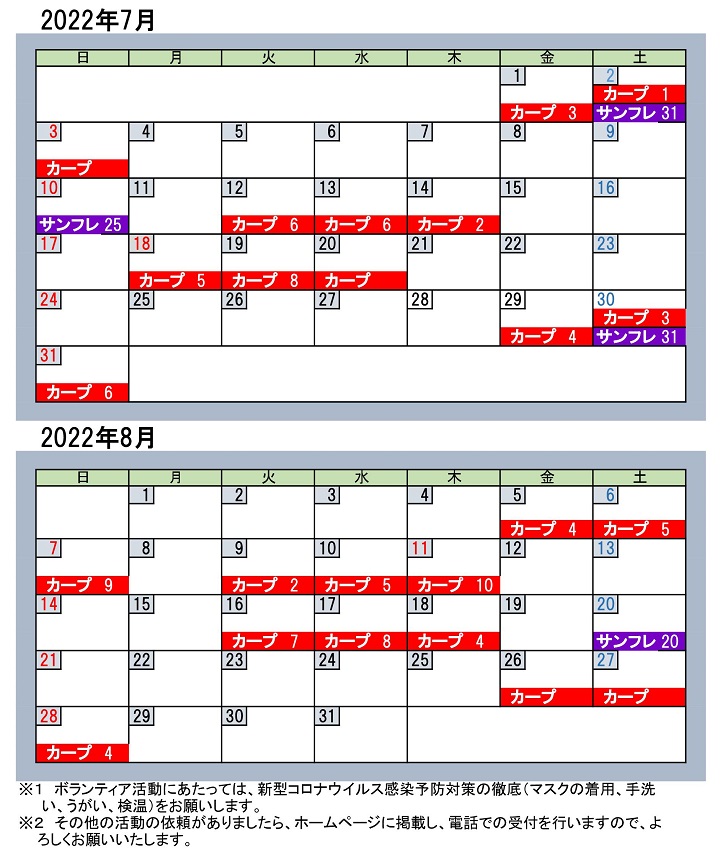 2022年7月
日 月 火 水 木 金 土
1 2
カープ 1
カープ 3 サンフレ 31
3 4 5 6 7 8 9
カープ
10 11 12 13 14 15 16
サンフレ 25 カープ 6 カープ 6 カープ 2
17 18 19 20 21 22 23
カープ 5 カープ 8 カープ
24 25 26 27 28 29 30
カープ 3
カープ 4 サンフレ 31
31
カープ 6
2022年8月
日 月 火 水 木 金 土
1 2 3 4 5 6
カープ 4 カープ 5
7 8 9 10 11 12 13
カープ 9 カープ 2 カープ 5 カープ 10
14 15 16 17 18 19 20
カープ 7 カープ 8 カープ 4 サンフレ 20
21 22 23 24 25 26 27
カープ カープ
28 29 30 31
カープ 4
※1 ボランティア活動にあたっては、新型コロナウイルス感染予防対策の徹底(マスクの着用、手洗
い、うがい、検温)をお願いします。
※2 その他の活動の依頼がありましたら、ホームページに掲載し、電話での受付を行いますので、よ
ろしくお願いいたします。